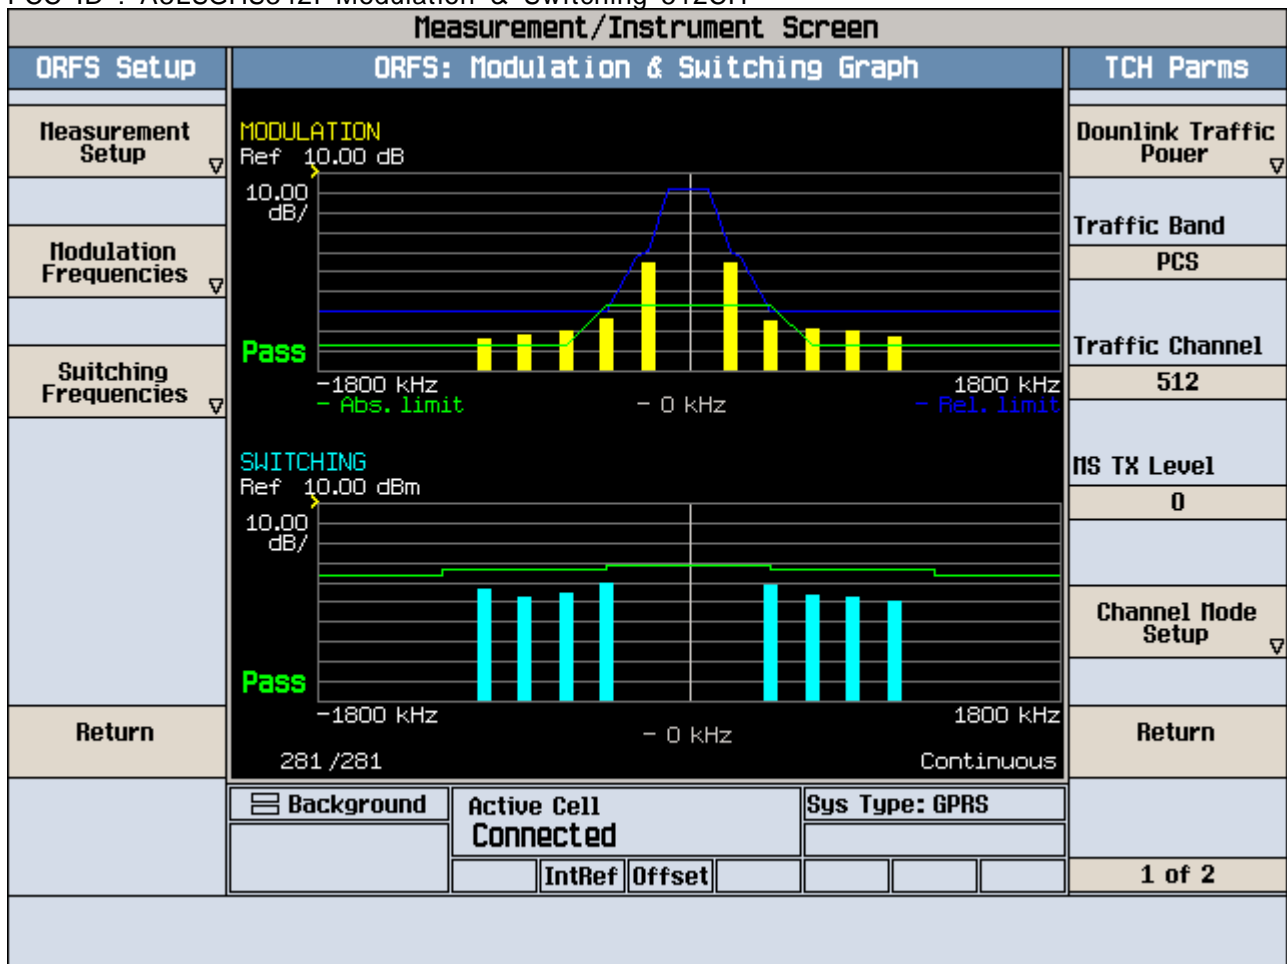 Measurement/Instrument Screen
ORFS Setup
ORFS: Modulation & Switching Graph
TCH Parms
Measurement
Setup
MODULATION
Ref 10.00 dB
10.00
dB/
Downlink Traffic
Power
Traffic Band
PCS
Modulation
Frequencies
Pass
-1800 kHz
1800 kHz
- Abs. limit
- 0 kHz
- Rel. limit
Traffic Channel
512
Switching
Frequencies
SWITCHING
Ref 10.00 dBm
10.00
dB/
MS TX Level
0
Channel Mode
Setup
Pass
-1800 kHz
1800 kHz
- 0 kHz
Return
Return
281 /281
Continuous
Background
Active Cell
Connected
Sys Type: GPRS
IntRef
Offset
1 of 2